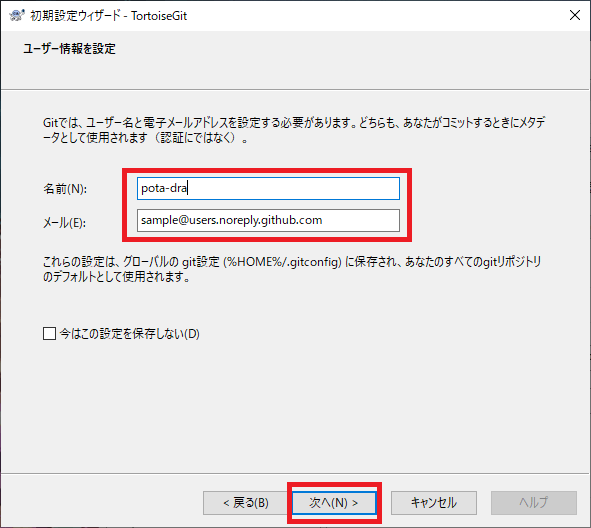 初期設定ウィザード - TortoiseGit
ユーザー情報を設定
Gitでは、ユーザー名と電子メールアドレスを設定する必要があります。どちらも、あなたがコミットするときにメタデ
ータとして使用されます（認証にではなく）。
名前(N):
pota-dra
メール(E):
sample@users.noreply.github.com
これらの設定は、グローバルの git設定 (%HOME%/.gitconfig) に保存され、あなたのすべてのgitリポジトリ
のデフォルトとして使用されます。
今はこの設定を保存しない(D)
< 戻る(B)
次へ(N) >
キャンセル
ヘルプ